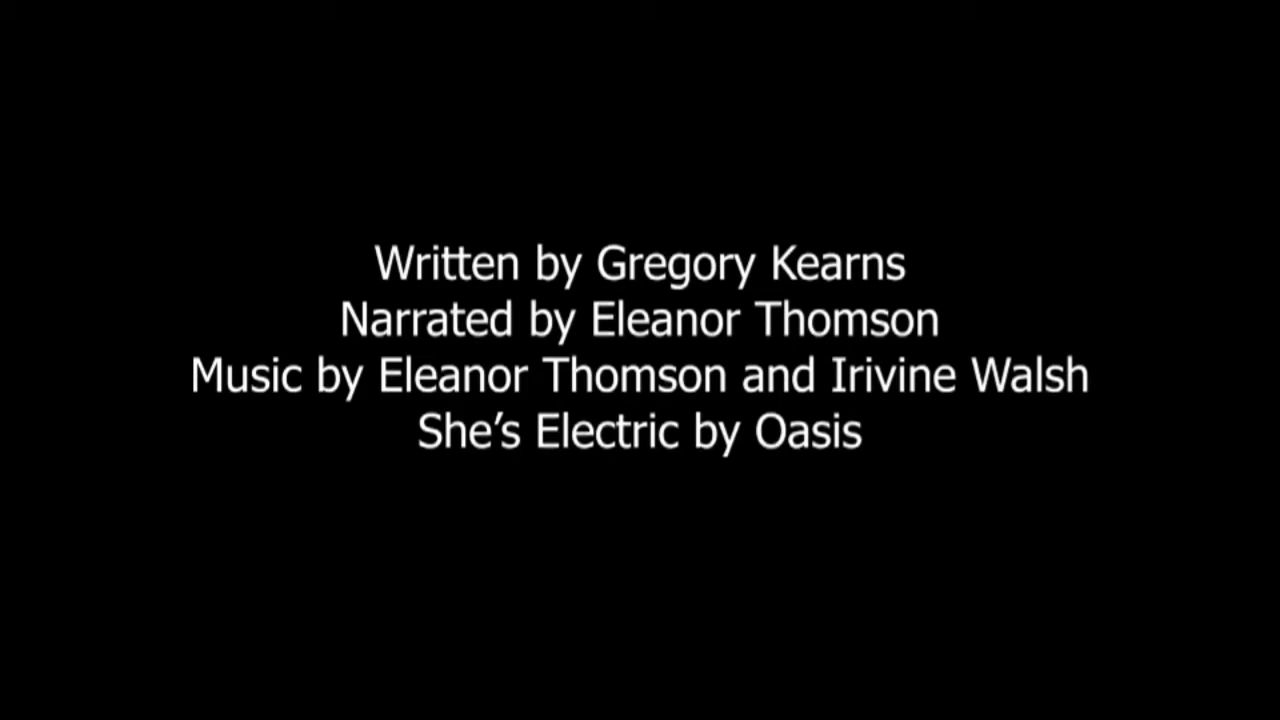 Written by Gregory Kearns
Narrated by Eleanor Thomson
Music by Eleanor Thomson and Irivine Walsh
She’s Electric by Oasis